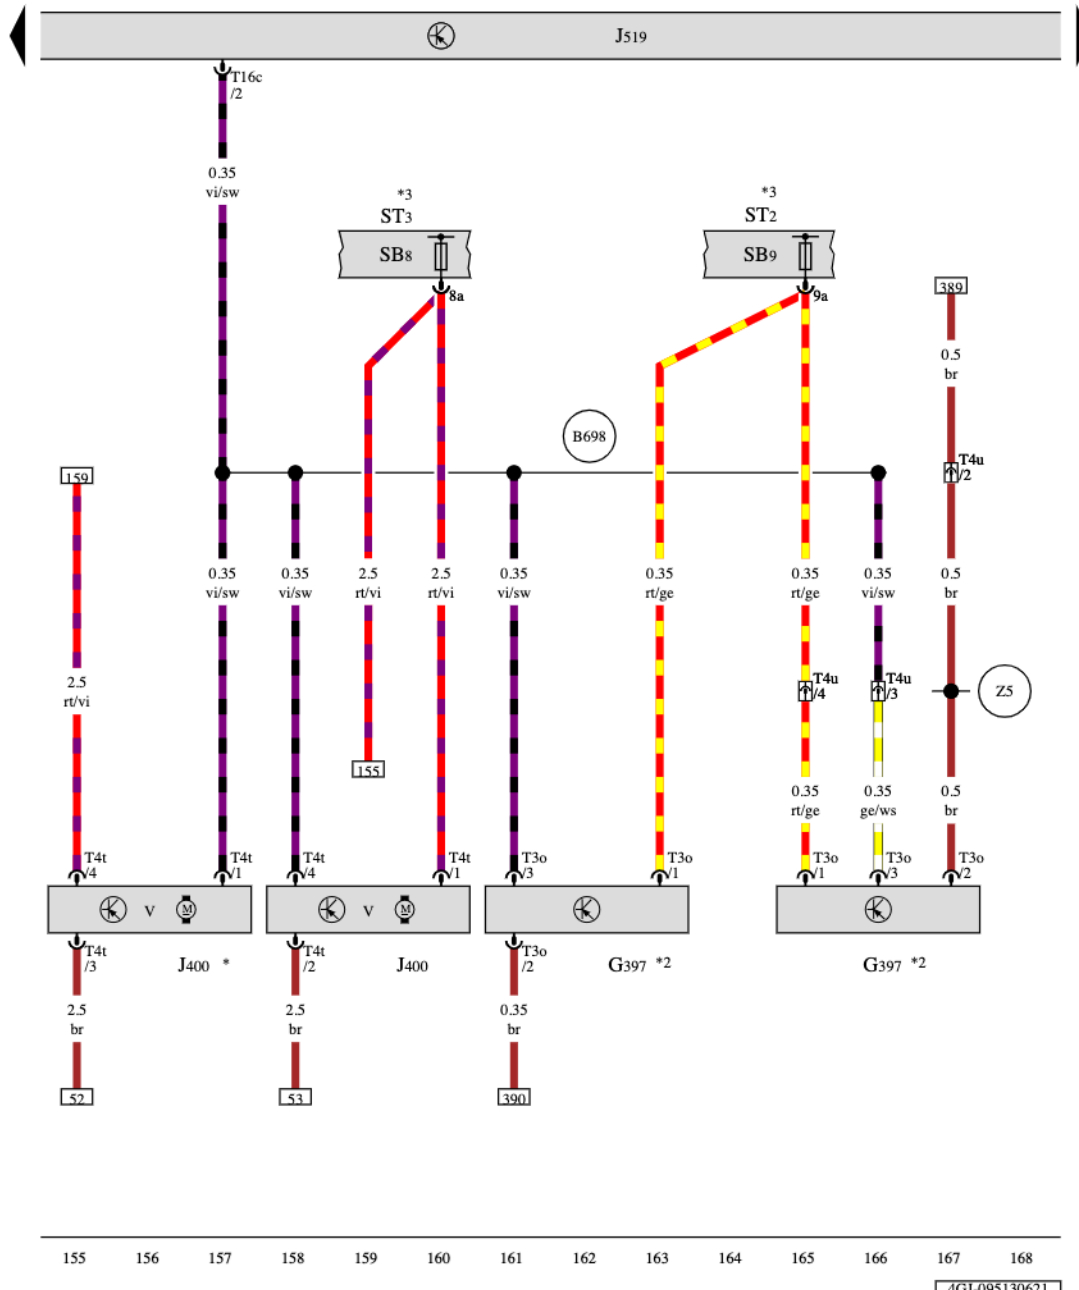 J519
T16c
/2
0.35
vi/sw
*3
ST3
SB8
8a
*3
ST2
SB9
9a
389
0.5
br
B698
159
T4u
/2
0.35
vi/sw
0.35
vi/sw
2.5
rt/vi
2.5
rt/vi
0.35
vi/sw
0.35
rt/ge
0.35
rt/ge
0.35
vi/sw
0.5
br
2.5
rt/vi
T4u
/4
T4u
/3
Z5
155
0.35
rt/ge
0.35
ge/ws
0.5
br
T4t
/4
T4t
/1
T4t
/4
T4t
/1
T3o
/3
T3o
/1
T3o
/1
T3o
/3
T3o
/2
V M
V M
T4t
/3
J400 *
T4t
/2
J400
T3o
/2
G397 *2
G397 *2
2.5
br
2.5
br
0.35
br
52
53
390
155 156 157 158 159 160 161 162 163 164 165 166 167 168
4GL-095130621